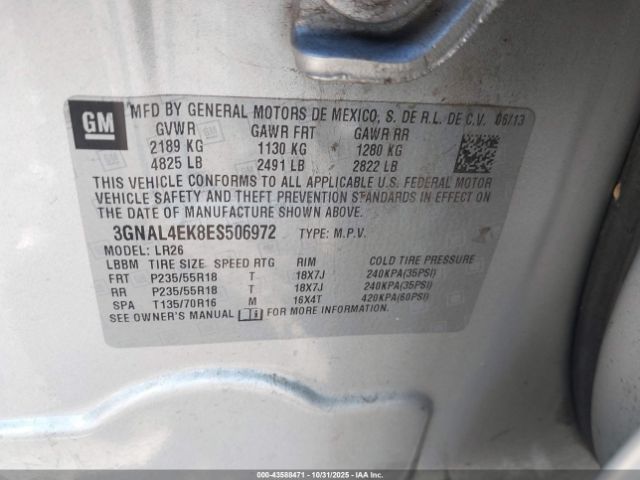 GM
MFD BY GENERAL MOTORS DE MEXICO, S. DE R.L. DE C.V. 06/13
GVWR GAWR FRT GAWR RR
2189 KG 1130 KG 1280 KG
4825 LB 2491 LB 2822 LB
THIS VEHICLE CONFORMS TO ALL APPLICABLE U.S. FEDERAL MOTOR
VEHICLE SAFETY AND THEFT PREVENTION STANDARDS IN EFFECT ON
THE DATE OF MANUFACTURE SHOWN ABOVE.
3GNAL4EK8ES506972 TYPE: M.P.V.
MODEL: LR26
LBBM TIRE SIZE SPEED RTG RIM COLD TIRE PRESSURE
FRT P235/55R18 T 18X7J 240KPA(35PSI)
RR P235/55R18 T 18X7J 240KPA(35PSI)
SPA T135/70R16 M 16X4T 420KPA(60PSI)
SEE OWNER'S MANUAL FOR MORE INFORMATION.
000-43588471 - 10/31/2025 - COPYRIGHT IAA, LLC.